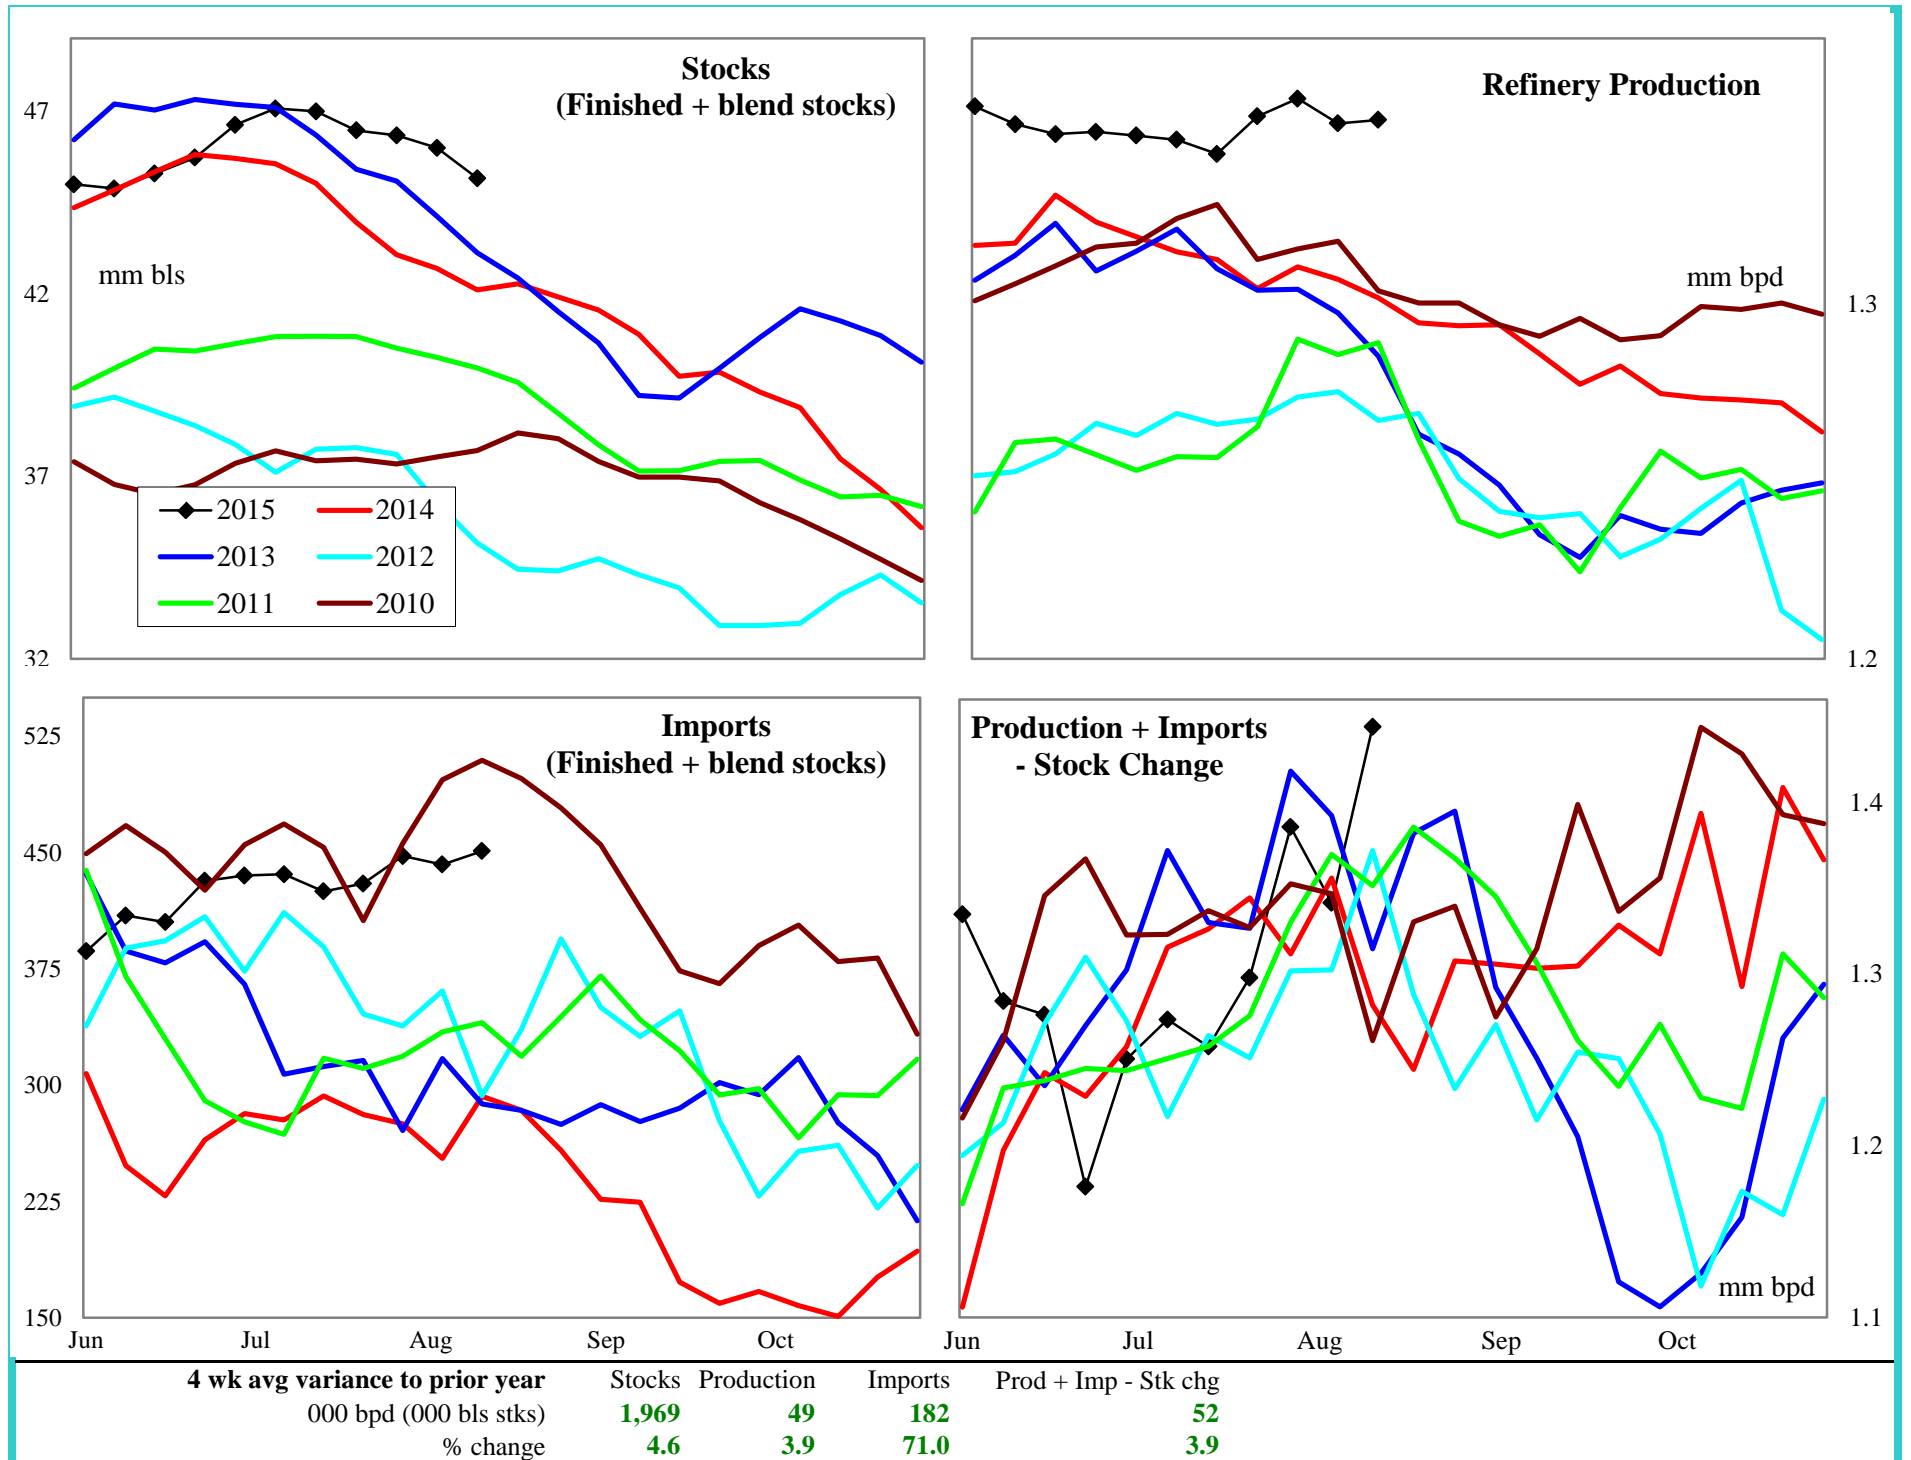 Stocks
(Finished + blend stocks)
47
42
37
32
mm bls
2015
2014
2013
2012
2011
2010
Refinery Production
mm bpd
1.3
1.2
Imports
(Finished + blend stocks)
525
450
375
300
225
150
Jun Jul Aug Sep Oct
Production + Imports
- Stock Change
1.4
1.3
1.2
1.1
mm bpd
Jun Jul Aug Sep Oct
4 wk avg variance to prior year Stocks Production Imports Prod + Imp - Stk chg
000 bpd (000 bls stks) 1,969 49 182 52
% change 4.6 3.9 71.0 3.9